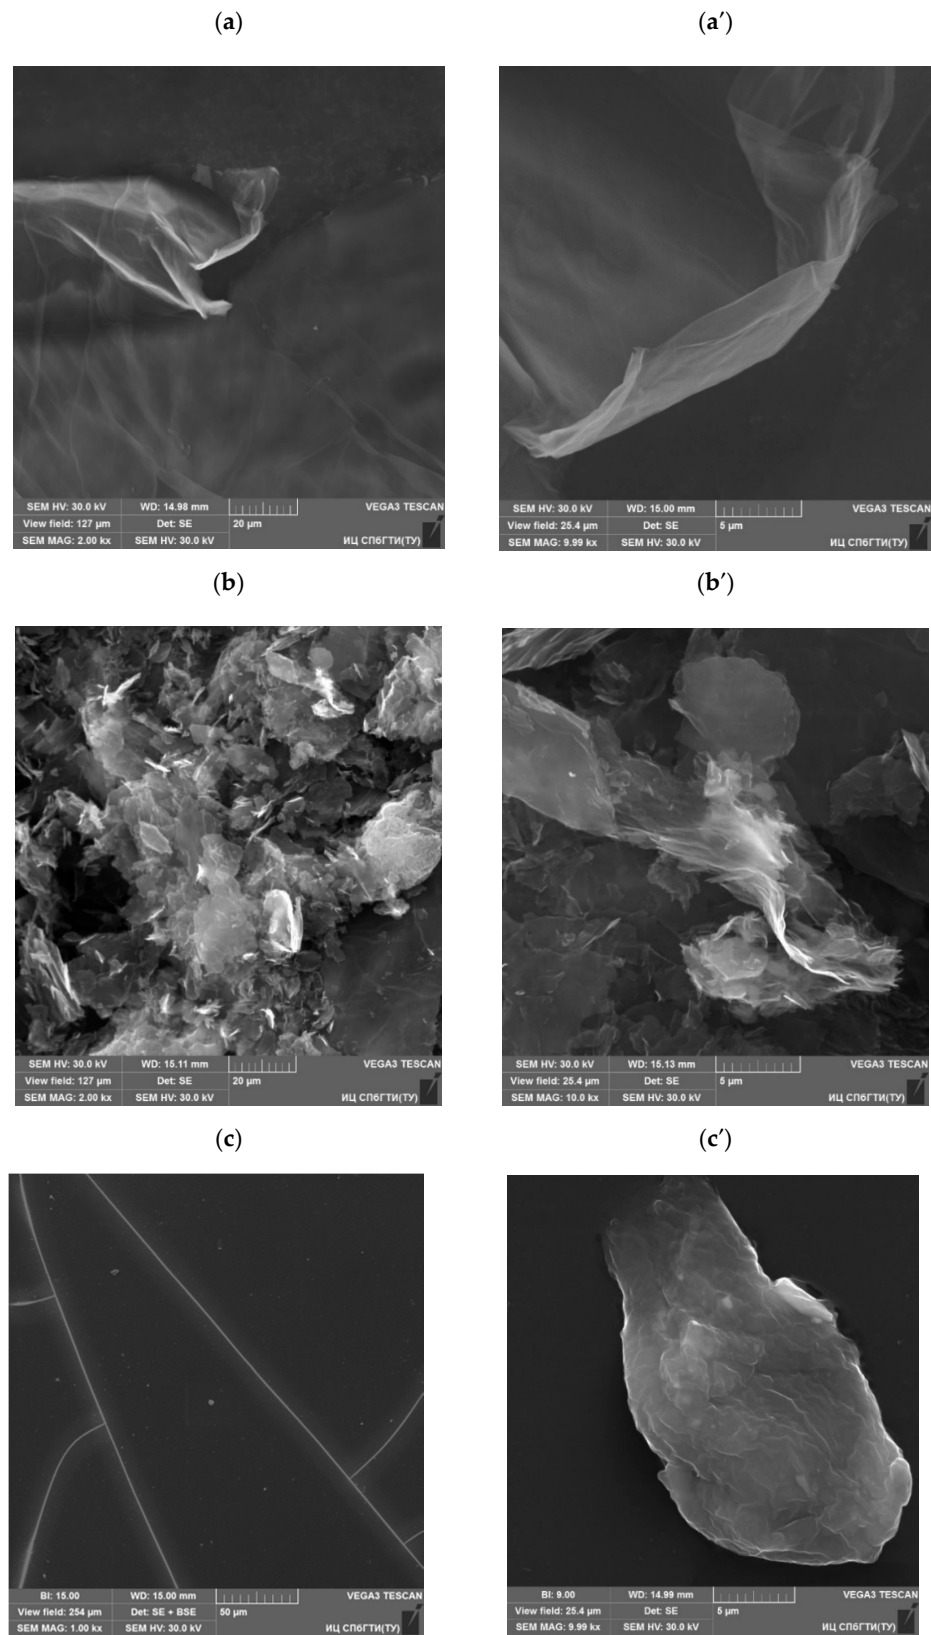 (a) (a′)
SEM HV: 30.0 kV WD: 14.98 mm VEGA3 TESCAN
View field: 127 µm Det: SE 20 µm
SEM MAG: 2.00 kx SEM HV: 30.0 kV ИЦ СПбГТИ(ТУ)
SEM HV: 30.0 kV WD: 15.00 mm VEGA3 TESCAN
View field: 25.4 µm Det: SE 5 µm
SEM MAG: 9.99 kx SEM HV: 30.0 kV ИЦ СПбГТИ(ТУ)
(b) (b′)
SEM HV: 30.0 kV WD: 15.11 mm VEGA3 TESCAN
View field: 127 µm Det: SE 20 µm
SEM MAG: 2.00 kx SEM HV: 30.0 kV ИЦ СПбГТИ(ТУ)
SEM HV: 30.0 kV WD: 15.13 mm VEGA3 TESCAN
View field: 25.4 µm Det: SE 5 µm
SEM MAG: 10.0 kx SEM HV: 30.0 kV ИЦ СПбГТИ(ТУ)
(c) (c′)
BI: 15.00 WD: 15.00 mm VEGA3 TESCAN
View field: 254 µm Det: SE + BSE 50 µm
SEM MAG: 1.00 kx SEM HV: 30.0 kV ИЦ СПбГТИ(ТУ)
BI: 9.00 WD: 14.99 mm VEGA3 TESCAN
View field: 25.4 µm Det: SE 5 µm
SEM MAG: 9.99 kx SEM HV: 30.0 kV ИЦ СПбГТИ(ТУ)